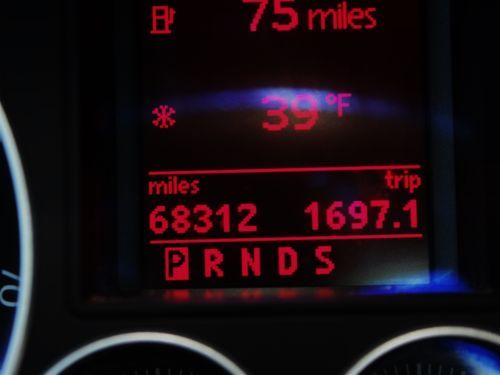 75 miles
39°F
miles trip
68312 1697.1
P R N D S